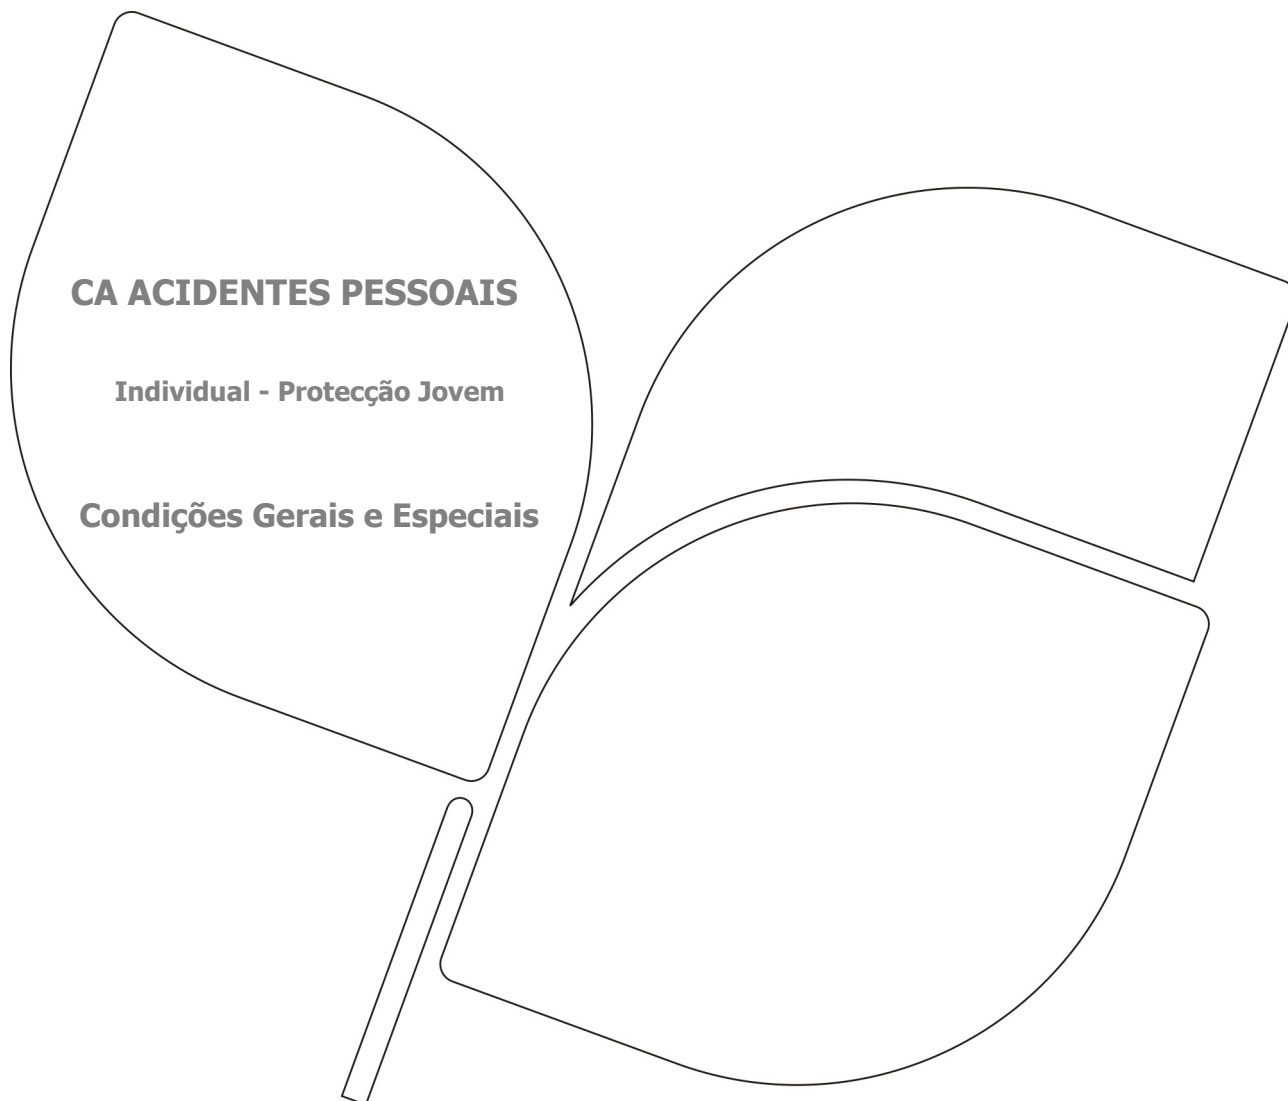 CA ACIDENTES PESSOAIS
Individual - Protecção Jovem
Condições Gerais e Especiais